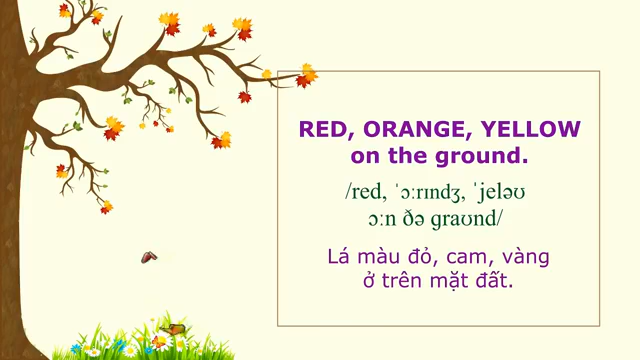 RED, ORANGE, YELLOW
on the ground.
/red, ˈɔːrɪndʒ, ˈjeləʊ
ɔːn ðə ɡraʊnd/
Lá màu đỏ, cam, vàng
ở trên mặt đất.